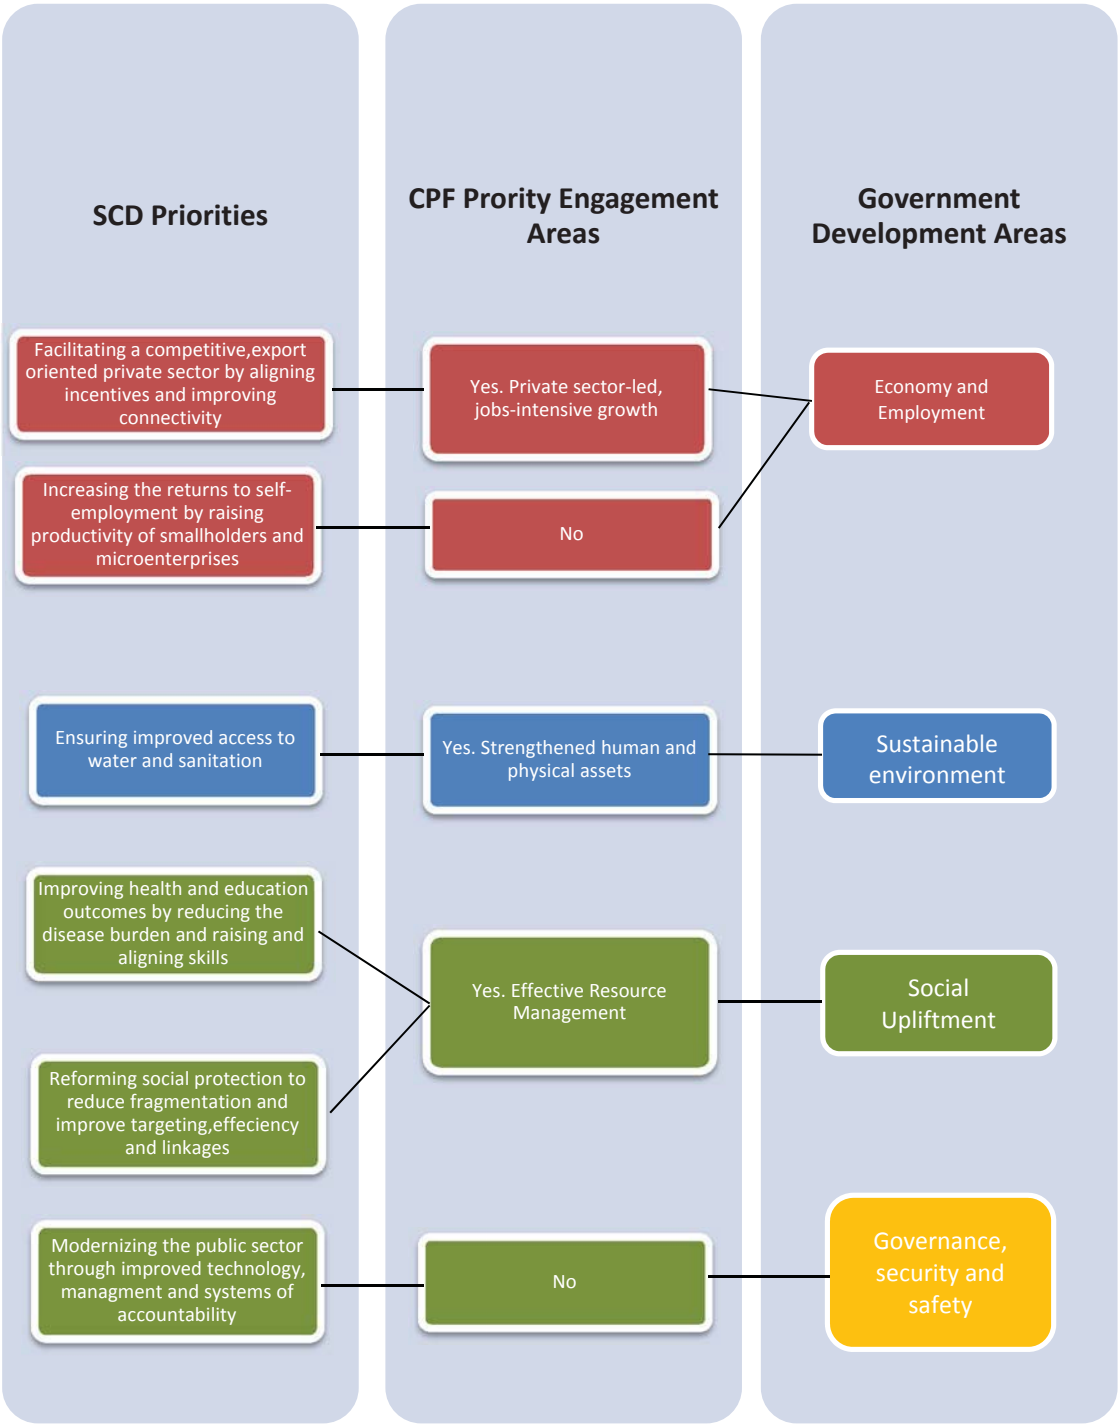 SCD Priorities
CPF Prority Engagement
Areas
Government
Development Areas
Facilitating a competitive,export
oriented private sector by aligning
incentives and improving
connectivity
Yes. Private sector-led,
jobs-intensive growth
Economy and
Employment
Increasing the returns to self-
employment by raising
productivity of smallholders and
microenterprises
No
Ensuring improved access to
water and sanitation
Yes. Strengthened human and
physical assets
Sustainable
environment
Improving health and education
outcomes by reducing the
disease burden and raising and
aligning skills
Yes. Effective Resource
Management
Social
Upliftment
Reforming social protection to
reduce fragmentation and
improve targeting,effeciency
and linkages
Modernizing the public sector
through improved technology,
managment and systems of
accountability
No
Governance,
security and
safety